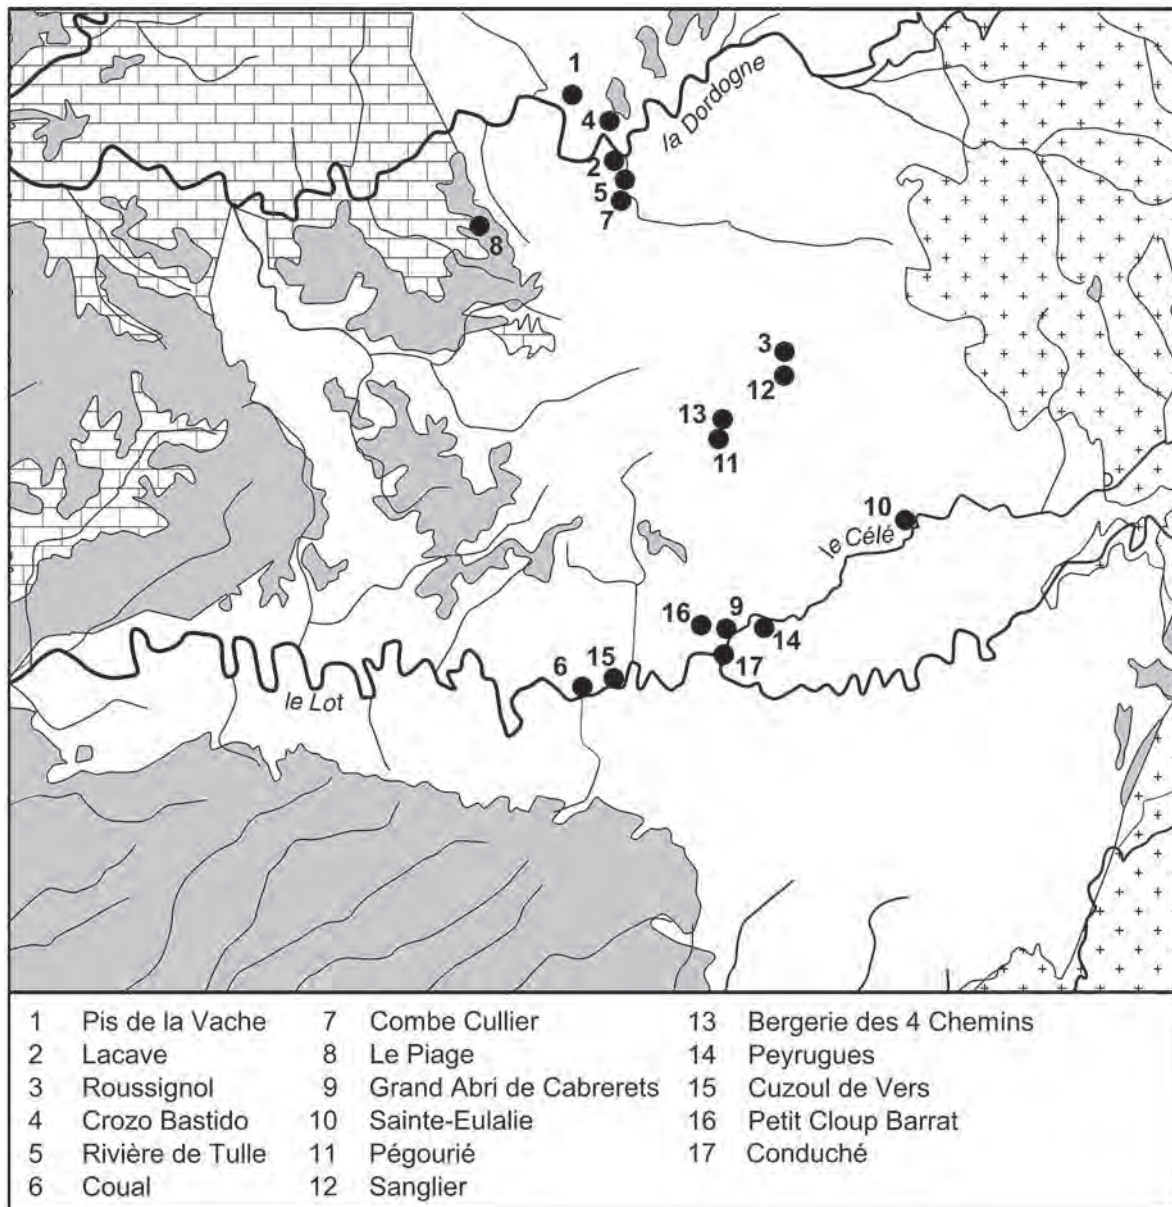 1
4
la Dordogne
2
5
7
8
3
12
13
11
10
le Célé
16
9
14
17
6
15
le Lot
1 Pis de la Vache
2 Lacave
3 Roussignol
4 Crozo Bastido
5 Rivière de Tulle
6 Coual
7 Combe Cullier
8 Le Piage
9 Grand Abri de Cabrerets
10 Sainte-Eulalie
11 Pégourié
12 Sanglier
13 Bergerie des 4 Chemins
14 Peyrugues
15 Cuzoul de Vers
16 Petit Cloup Barrat
17 Conduché